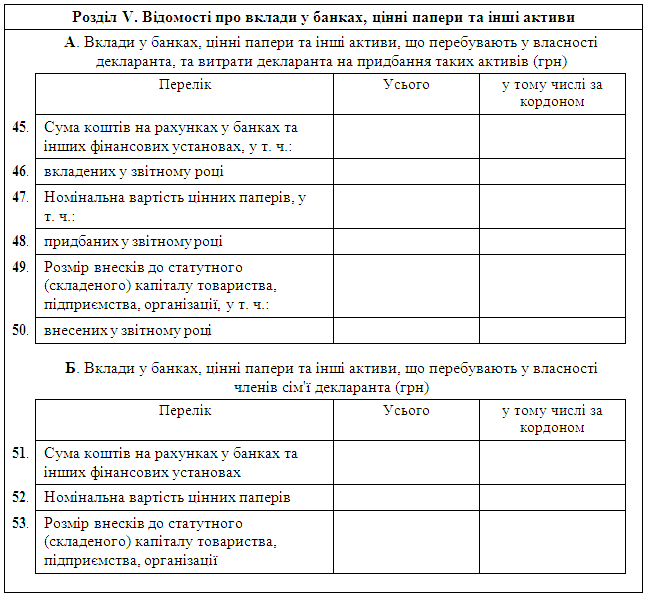 Розділ V. Відомості про вклади у банках, цінні папери та інші активи
А. Вклади у банках, цінні папери та інші активи, що перебувають у власності
декларанта, та витрати декларанта на придбання таких активів (грн)
Перелік
Усього
у тому числі за
кордоном
45. Сума коштів на рахунках у банках та
інших фінансових установах, у т. ч.:
46. вкладених у звітному році
47. Номінальна вартість цінних паперів, у
т. ч.:
48. придбаних у звітному році
49. Розмір внесків до статутного
(складеного) капіталу товариства,
підприємства, організації, у т. ч.:
50. внесених у звітному році
Б. Вклади у банках, цінні папери та інші активи, що перебувають у власності
членів сім'ї декларанта (грн)
Перелік
Усього
у тому числі за
кордоном
51. Сума коштів на рахунках у банках та
інших фінансових установах
52. Номінальна вартість цінних паперів
53. Розмір внесків до статутного
(складеного) капіталу товариства,
підприємства, організації